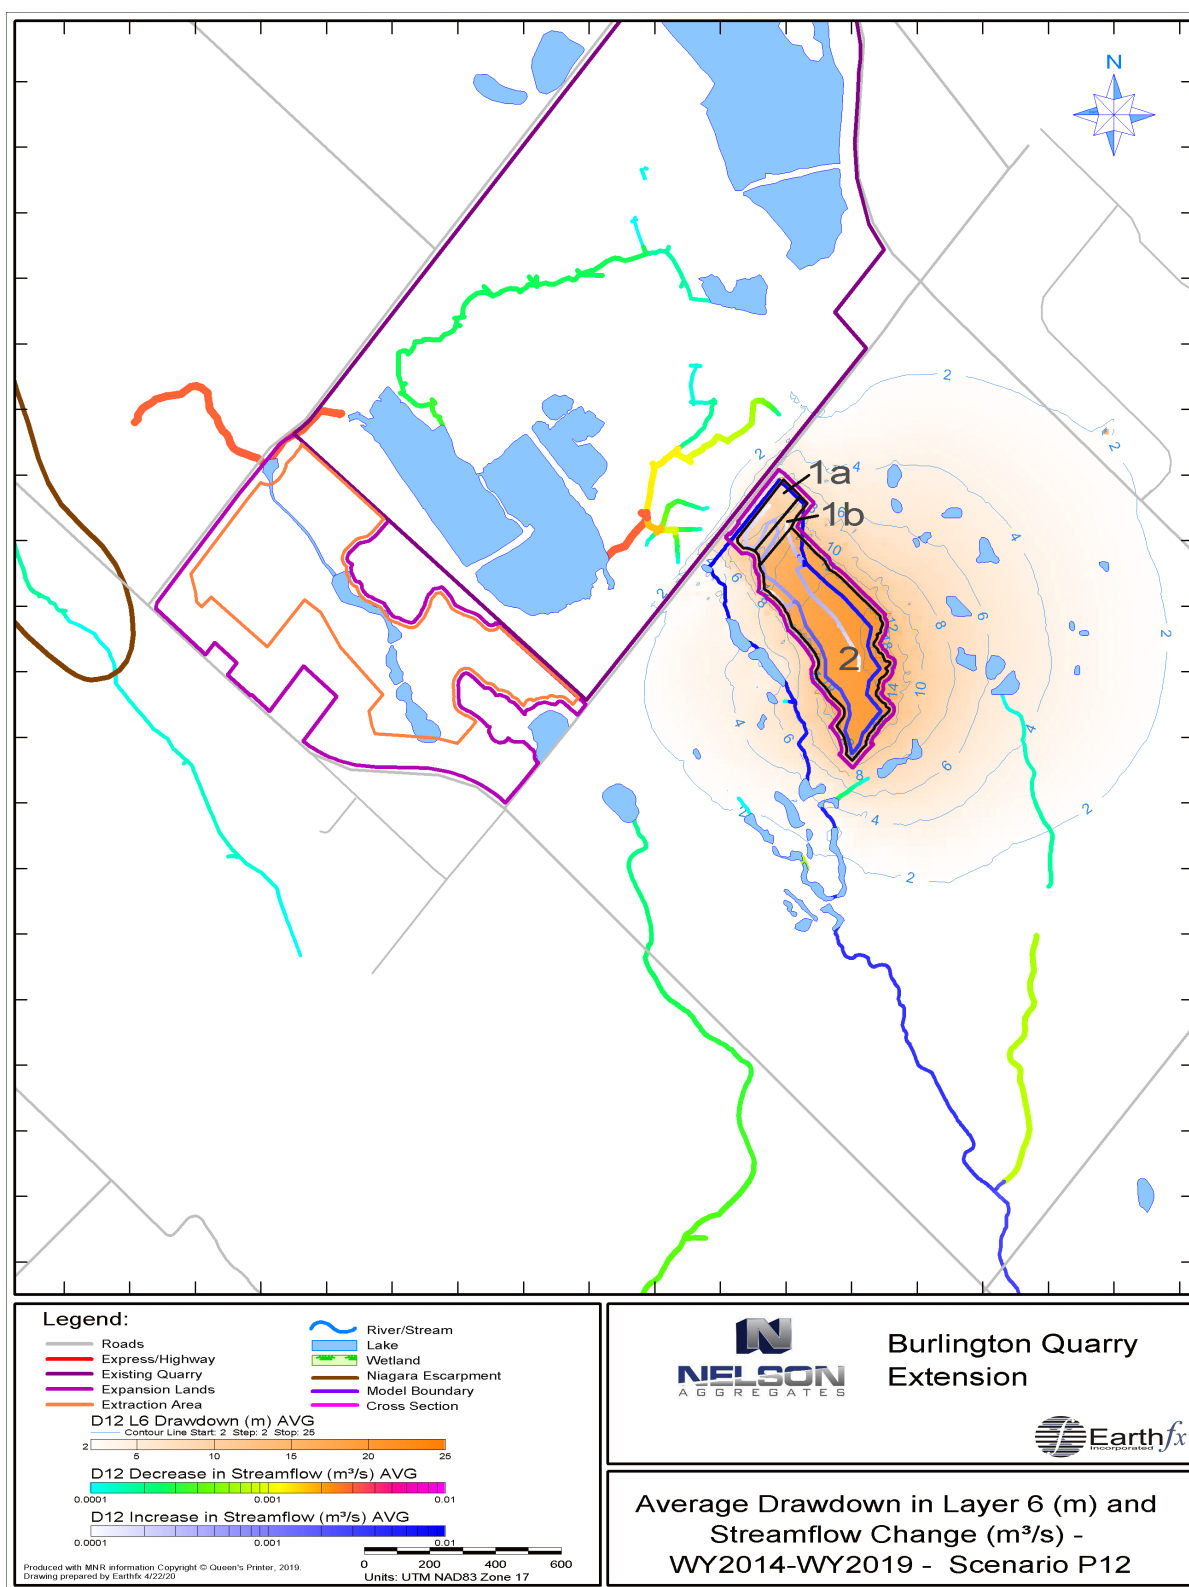 N
2
2
2
4
1a
6
1b
10
4
6
8
2
12
6
8
2
2
14
10
4
6
4
6
8
2
4
2
2
Legend:
Roads
Express/Highway
Existing Quarry
Expansion Lands
Extraction Area
River/Stream
Lake
Wetland
Niagara Escarpment
Model Boundary
Cross Section
D12 L6 Drawdown (m) AVG
Contour Line Start: 2 Step: 2 Stop: 25
2
5 10 15 20 25
D12 Decrease in Streamflow (m³/s) AVG
0.0001 0.001 0.01
D12 Increase in Streamflow (m³/s) AVG
0.0001 0.001 0.01
Produced with MNR information Copyright © Queen's Printer, 2019.
Drawing prepared by Earthfx 4/22/20
0 200 400 600
Units: UTM NAD83 Zone 17
N
NELSON
AGGREGATES
Burlington Quarry
Extension
Earthfx
Incorporated
Average Drawdown in Layer 6 (m) and
Streamflow Change (m³/s) -
WY2014-WY2019 - Scenario P12